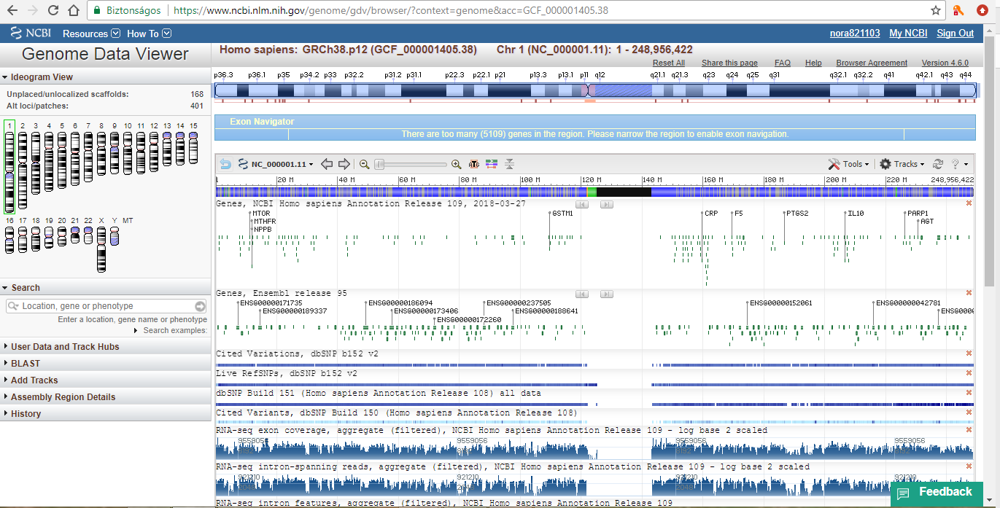 Biztonságos https://www.ncbi.nlm.nih.gov/genome/gdv/browser/?context=genome&acc=GCF_000001405.38
NCBI Resources How To nora821103 My NCBI Sign Out
Genome Data Viewer
Homo sapiens: GRCh38.p12 (GCF_000001405.38) Chr 1 (NC_000001.11): 1 - 248,956,422
Reset All Share this page FAQ Help Browser Agreement Version 4.6.0
Ideogram View
Unplaced/unlocalized scaffolds: 168
Alt loci/patches: 401
1 2 3 4 5 6 7 8 9 10 11 12 13 14 15
16 17 18 19 20 21 22 X Y MT
Search
Location, gene or phenotype
Enter a location, gene name or phenotype
Search examples:
User Data and Track Hubs
BLAST
Add Tracks
Assembly Region Details
History
p36.3 p36.1 p35 p34.2 p33 p32.2 p31.2 p31.1 p22.3 p22.1 p21 p13.3 p13.1 p11 q12 q21.1 q21.3 q23 q24 q25 q31 q32.1 q32.2 q41 q42.1 q43 q44
Exon Navigator
There are too many (5109) genes in the region. Please narrow the region to enable exon navigation.
NC_000001.11 ATG Tools Tracks ?
1 20 M 40 M 60 M 80 M 100 M 120 M 140 M 160 M 180 M 200 M 220 M 248,956,422
Genes, NCBI Homo sapiens Annotation Release 109, 2018-03-27
MTOR GSTM1 CRP F5 PTGS2 IL10 PARP1
MTHFR AGT
NPPB
Genes, Ensembl release 95
ENSG00000171735 ENSG00000186094 ENSG00000237505 ENSG00000152061 ENSG00000042781
ENSG00000189337 ENSG00000173406 ENSG00000188641 ENSG0000
ENSG00000172260
Cited Variations, dbSNP b152 v2
Live RefSNPs, dbSNP b152 v2
dbSNP Build 151 (Homo sapiens Annotation Release 108) all data
Cited Variants, dbSNP Build 150 (Homo sapiens Annotation Release 108)
RNA-seq exon coverage, aggregate (filtered), NCBI Homo sapiens Annotation Release 109 - log base 2 scaled
9559056 9559056 9559056 9559056
RNA-seq intron-spanning reads, aggregate (filtered), NCBI Homo sapiens Annotation Release 109 - log base 2 scaled
921210 921210 921210 921210
RNA-seq intron features, aggregate (filtered), NCBI Homo sapiens Annotation Release 109
Feedback